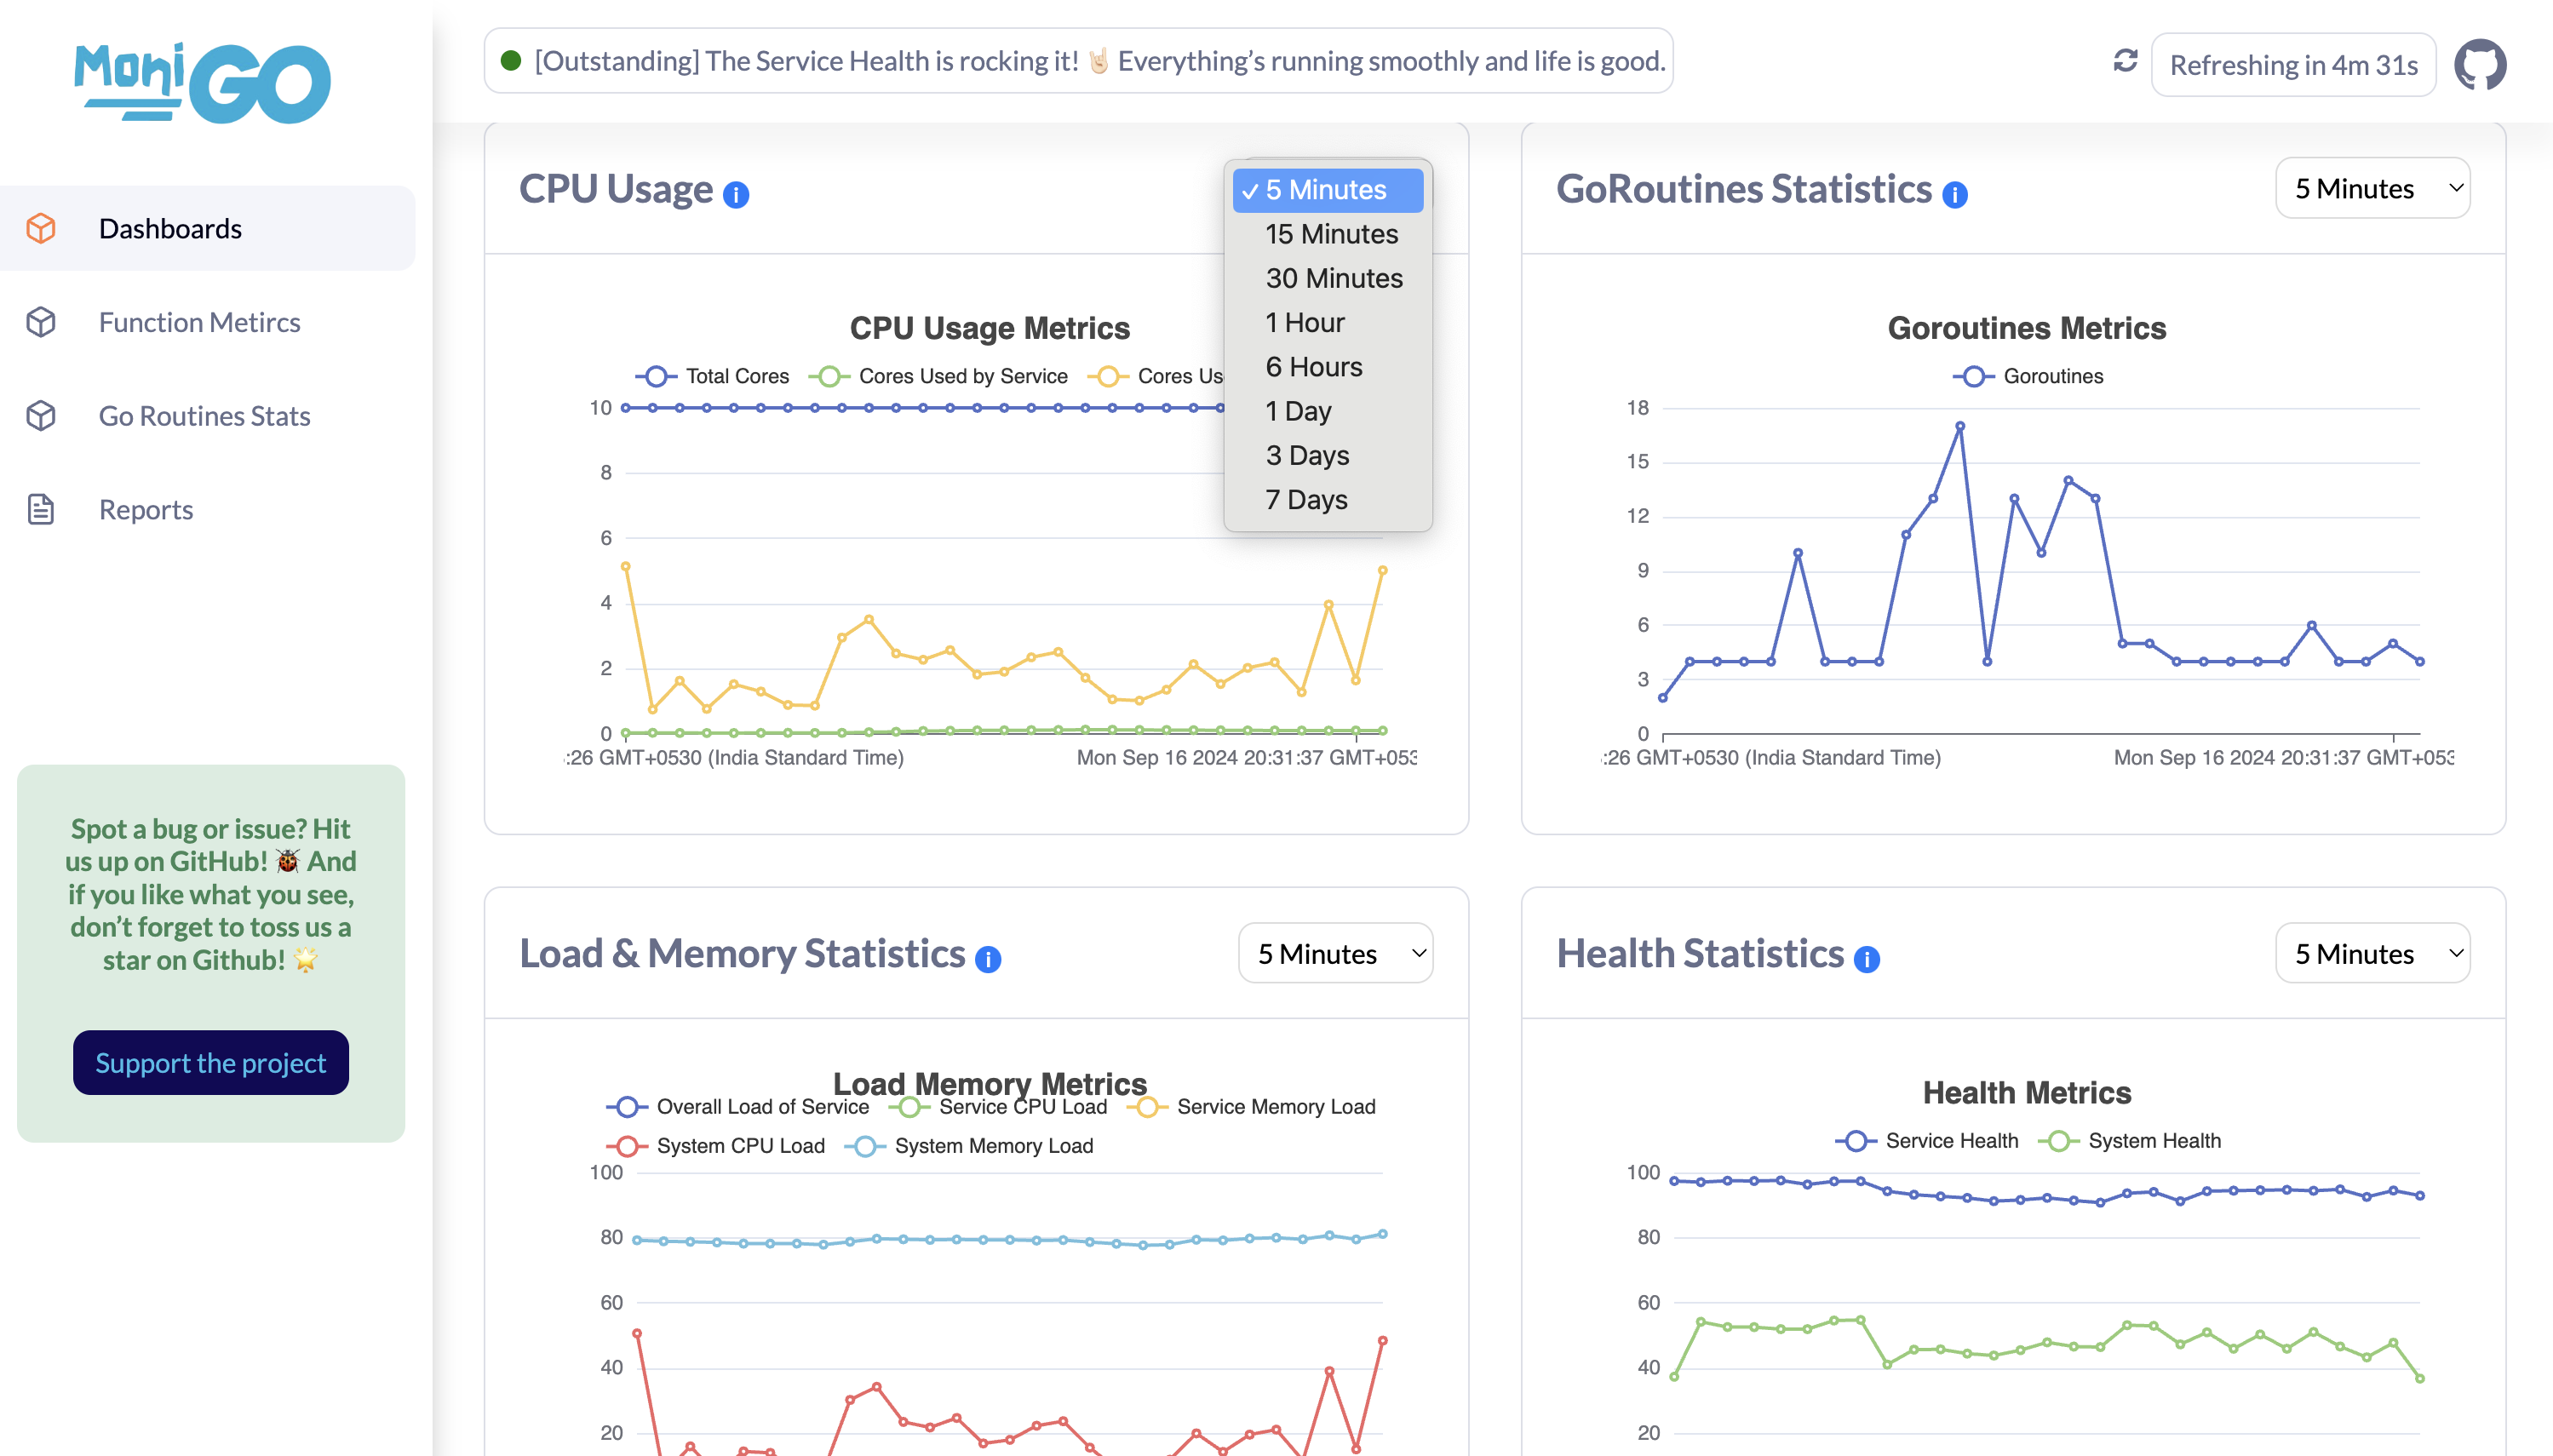 Moni GO
Dashboards
Function Metircs
Go Routines Stats
Reports
Spot a bug or issue? Hit
us up on GitHub! 🐞 And
if you like what you see,
don’t forget to toss us a
star on Github! 🌟
Support the project
[Outstanding] The Service Health is rocking it! 🤘🏻 Everything’s running smoothly and life is good.
Refreshing in 4m 31s
CPU Usage
✓ 5 Minutes
15 Minutes
30 Minutes
1 Hour
6 Hours
1 Day
3 Days
7 Days
CPU Usage Metrics
Total Cores Cores Used by Service Cores Us
10
8
6
4
2
0
:26 GMT+0530 (India Standard Time) Mon Sep 16 2024 20:31:37 GMT+053
GoRoutines Statistics
5 Minutes
Goroutines Metrics
Goroutines
18
15
12
9
6
3
0
:26 GMT+0530 (India Standard Time) Mon Sep 16 2024 20:31:37 GMT+053
Load & Memory Statistics
5 Minutes
Load Memory Metrics
Overall Load of Service Service CPU Load Service Memory Load
System CPU Load System Memory Load
100
80
60
40
20
Health Statistics
5 Minutes
Health Metrics
Service Health System Health
100
80
60
40
20